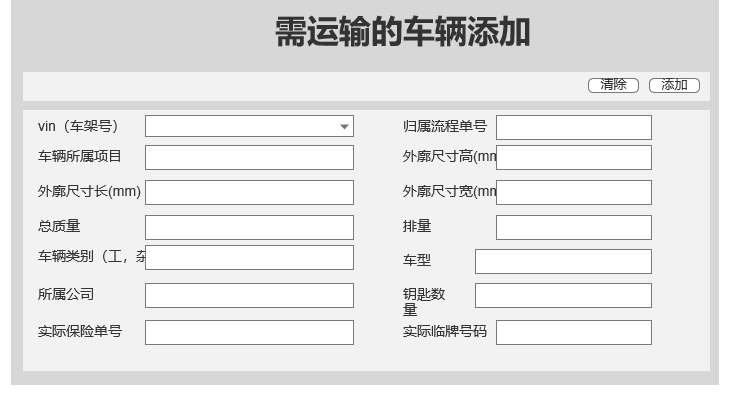 需运输的车辆添加
清除 添加
vin（车架号） 归属流程单号
车辆所属项目 外廓尺寸高(mm
外廓尺寸长(mm) 外廓尺寸宽(mm
总质量 排量
车辆类别（工，杂 车型
所属公司 钥匙数
量
实际保险单号 实际临牌号码